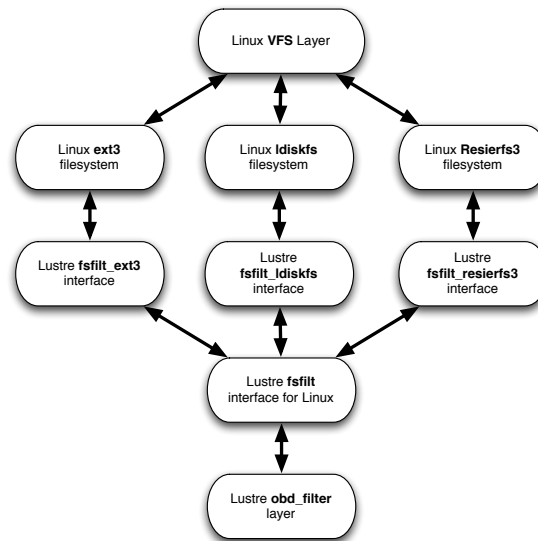 Linux VFS Layer
Linux ext3
filesystem
Linux ldiskfs
filesystem
Linux Resierfs3
filesystem
Lustre fsfilt_ext3
interface
Lustre
fsfilt_ldiskfs
interface
Lustre
fsfilt_resierfs3
interface
Lustre fsfilt
interface for Linux
Lustre obd_filter
layer